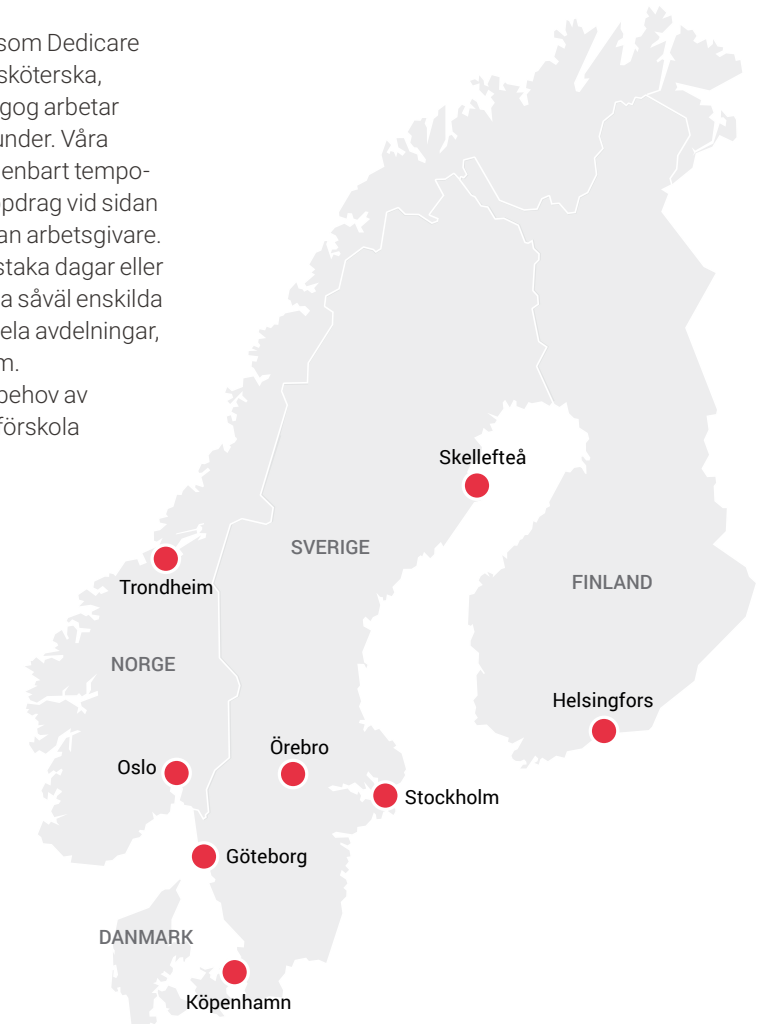 som Dedicare
sköterska,
gog arbetar
under. Våra
enbart tempo-
ppdrag vid sidan
an arbetsgivare.
staka dagar eller
a såväl enskilda
ela avdelningar,
m.
behov av
förskola
Skellefteå
SVERIGE
Trondheim
FINLAND
NORGE
Helsingfors
Örebro
Oslo
Stockholm
Göteborg
DANMARK
Köpenhamn